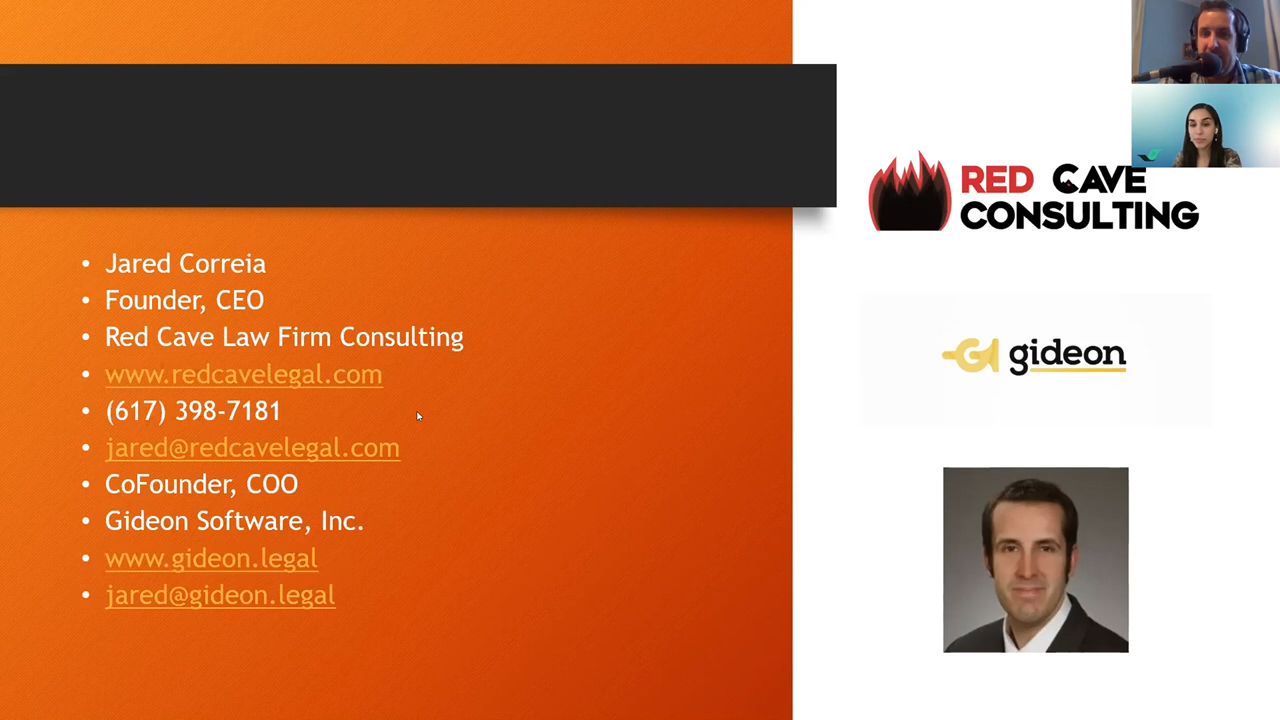 Jared Correia
Founder, CEO
Red Cave Law Firm Consulting
www.redcavelegal.com
(617) 398-7181
jared@redcavelegal.com
CoFounder, COO
Gideon Software, Inc.
www.gideon.legal
jared@gideon.legal
RED CAVE
CONSULTING
G gideon